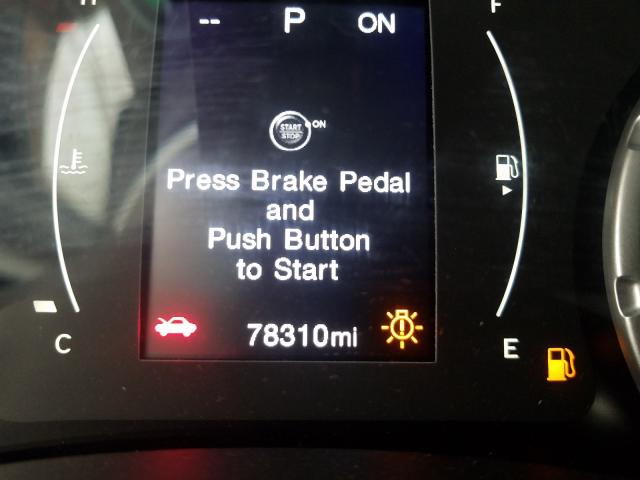 H
F
-- P ON
START
STOP
ON
Press Brake Pedal
and
Push Button
to Start
78310mi
C
E